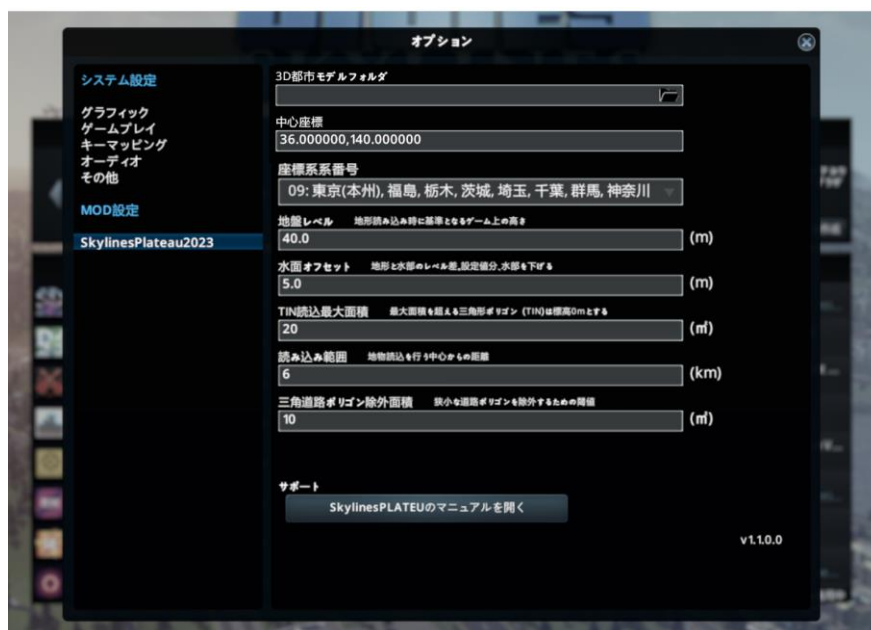 オプション
システム設定
グラフィック
ゲームプレイ
キーマッピング
オーディオ
その他
MOD設定
SkylinesPlateau2023
3D都市モデルフォルダ
中心座標
36.000000,140.000000
座標系系番号
09: 東京(本州), 福島, 栃木, 茨城, 埼玉, 千葉, 群馬, 神奈川
地盤レベル 地形読み込み時に基準となるゲーム上の高さ
40.0 (m)
水面オフセット 地形と水部のレベル差。設定値分、水部を下げる
5.0 (m)
TIN読込最大面積 最大面積を超える三角形ポリゴン (TIN)は標高0mとする
20 (㎡)
読み込み範囲 地物読込を行う中心からの距離
6 (km)
三角道路ポリゴン除外面積 狭小な道路ポリゴンを除外するための閾値
10 (㎡)
サポート
SkylinesPLATEUのマニュアルを開く
v1.1.0.0